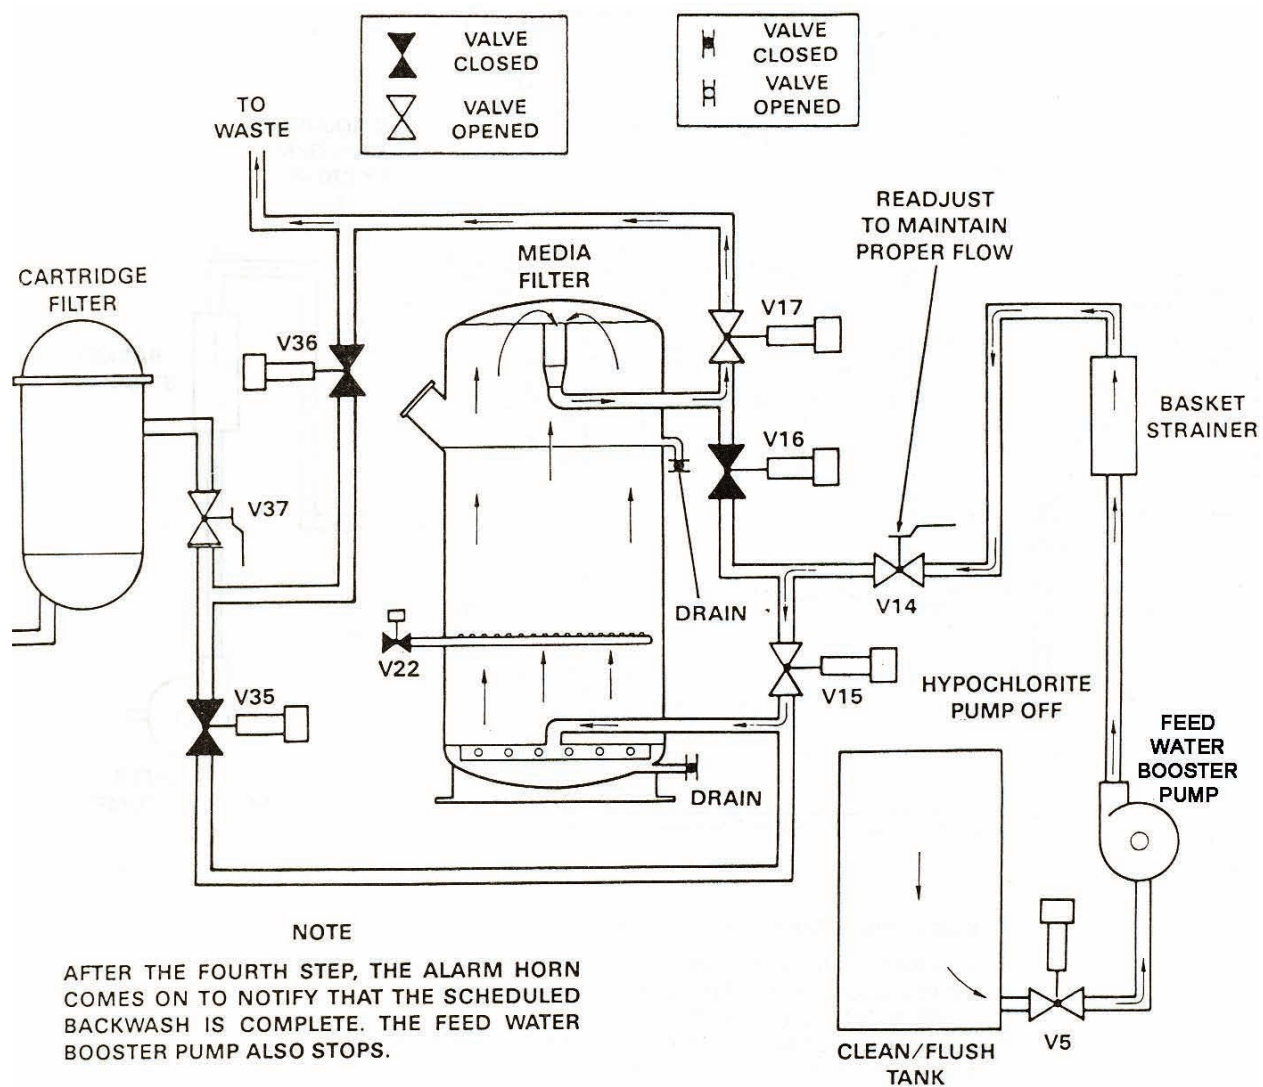 VALVE
CLOSED
VALVE
OPENED
VALVE
CLOSED
VALVE
OPENED
TO
WASTE
READJUST
TO MAINTAIN
PROPER FLOW
MEDIA
FILTER
CARTRIDGE
FILTER
V17
V36
BASKET
STRAINER
V16
V37
V14
DRAIN
V22
V35
V15
HYPOCHLORITE
PUMP OFF
FEED
WATER
BOOSTER
PUMP
DRAIN
NOTE
AFTER THE FOURTH STEP, THE ALARM HORN
COMES ON TO NOTIFY THAT THE SCHEDULED
BACKWASH IS COMPLETE. THE FEED WATER
BOOSTER PUMP ALSO STOPS.
V5
CLEAN/FLUSH
TANK